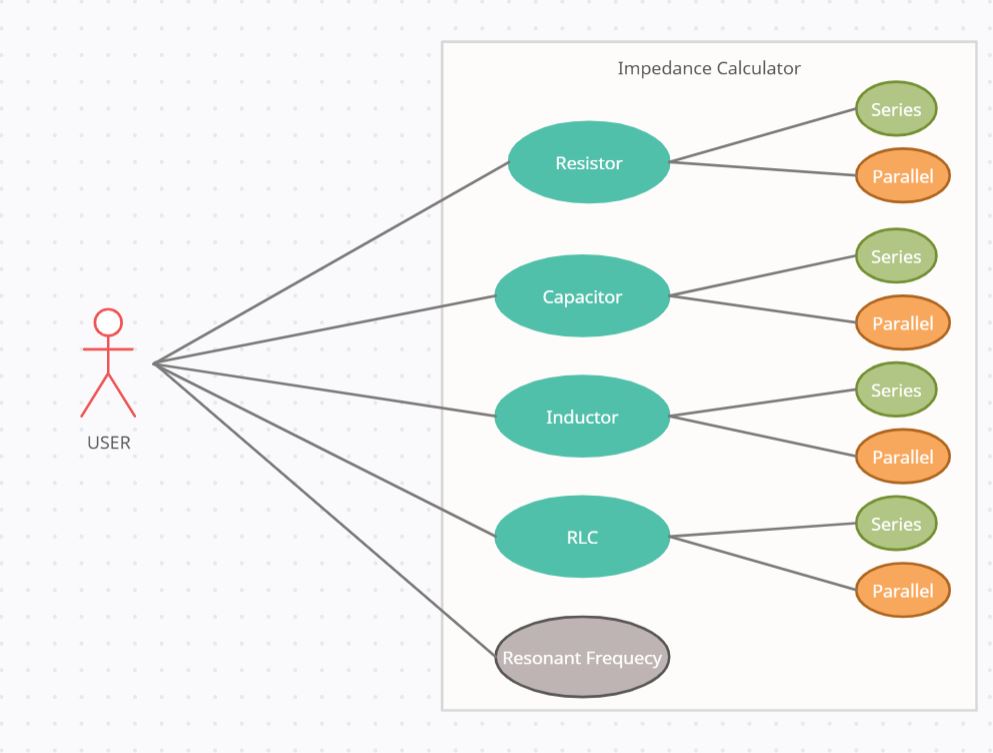 Impedance Calculator
Series
Resistor
Parallel
Series
Capacitor
Parallel
Series
Inductor
Parallel
USER
Series
RLC
Parallel
Resonant Frequecy